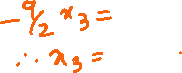 -9/2 x₃ =
∴ x₃ =